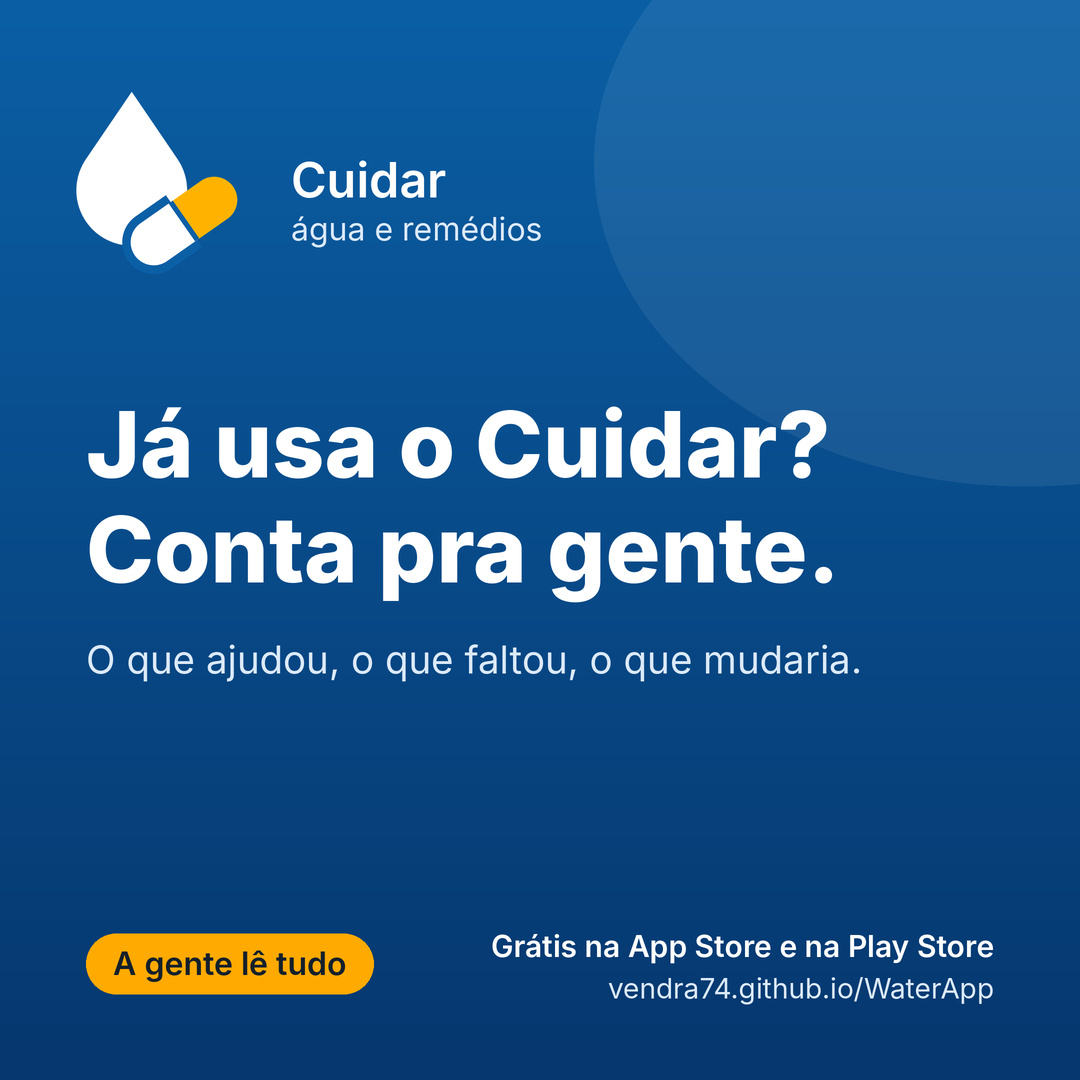 Cuidar
água e remédios
Já usa o Cuidar?
Conta pra gente.
O que ajudou, o que faltou, o que mudaria.
A gente lê tudo
Grátis na App Store e na Play Store
vendra74.github.io/WaterApp